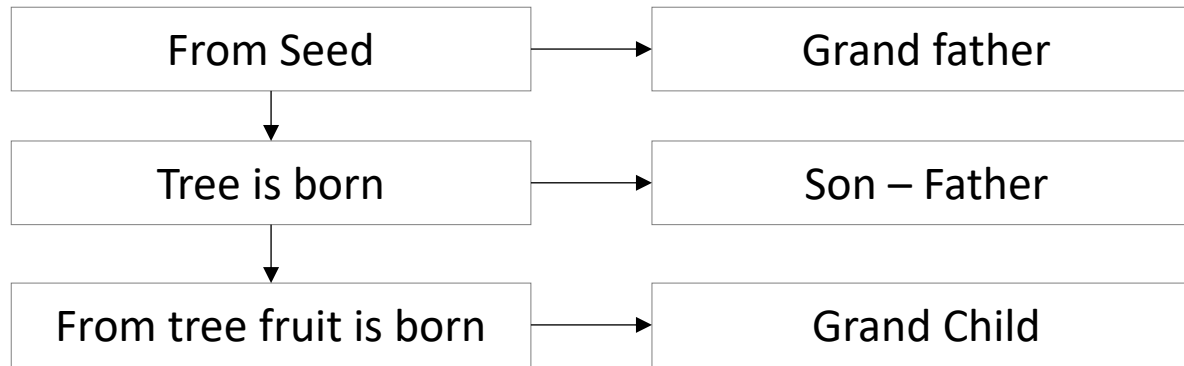 From Seed
Grand father
Tree is born
Son – Father
From tree fruit is born
Grand Child